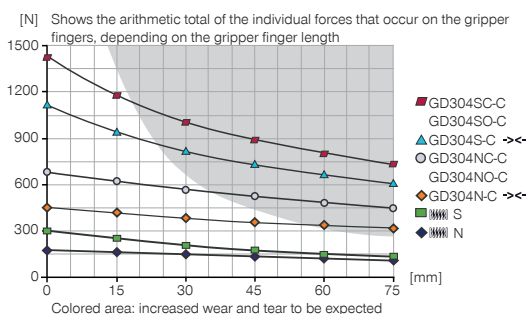 [N] Shows the arithmetic total of the individual forces that occur on the gripper
fingers, depending on the gripper finger length
1500
1200
900
600
300
0
0 15 30 45 60 75
[mm]
GD304SC-C
GD304SO-C
GD304S-C
GD304NC-C
GD304NO-C
GD304N-C
S
N
Colored area: increased wear and tear to be expected